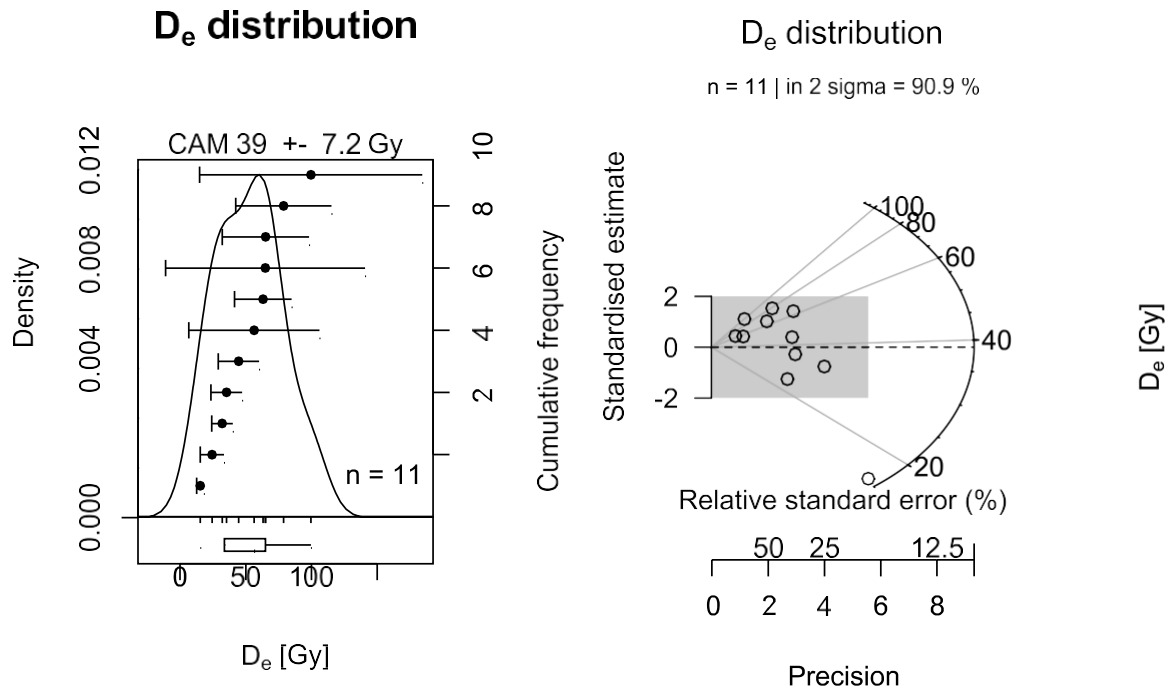 De distribution
CAM 39 +- 7.2 Gy
Density
0.000
0.004
0.008
0.012
2
4
6
8
10
Cumulative frequency
n = 11
0
50
100
De [Gy]
De distribution
n = 11 | in 2 sigma = 90.9 %
Standardised estimate
2
0
-2
100
80
60
40
20
De [Gy]
Relative standard error (%)
50 25 12.5
0 2 4 6 8
Precision